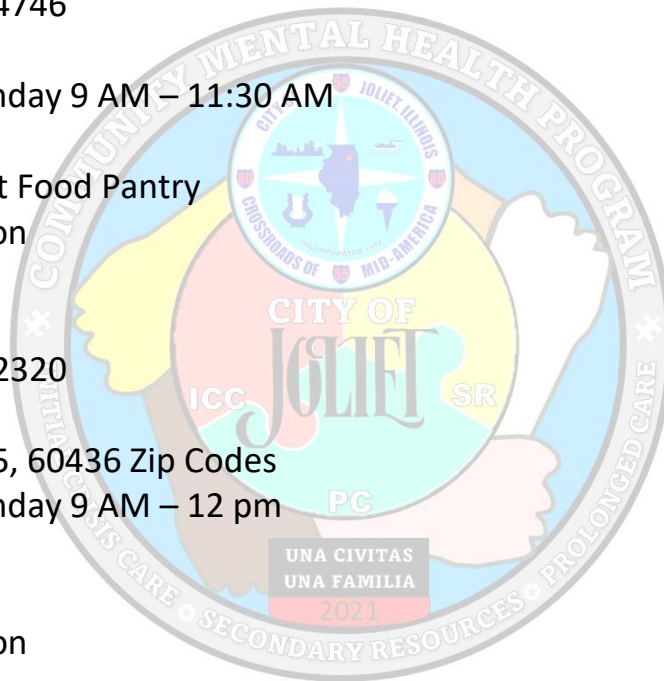 4746
nday 9 AM – 11:30 AM
t Food Pantry
on
2320
5, 60436 Zip Codes
nday 9 AM – 12 pm
on
COMMUNITY MENTAL HEALTH PROGRAM
CITY OF JOLIET, ILLINOIS
INCORPORATED 1852
CROSSROADS OF MID-AMERICA
CITY OF
JOLIET
ICC
SR
PC
UNA CIVITAS
UNA FAMILIA
2021
INITIAL CRISIS CARE SECONDARY RESOURCES PROLONGED CARE